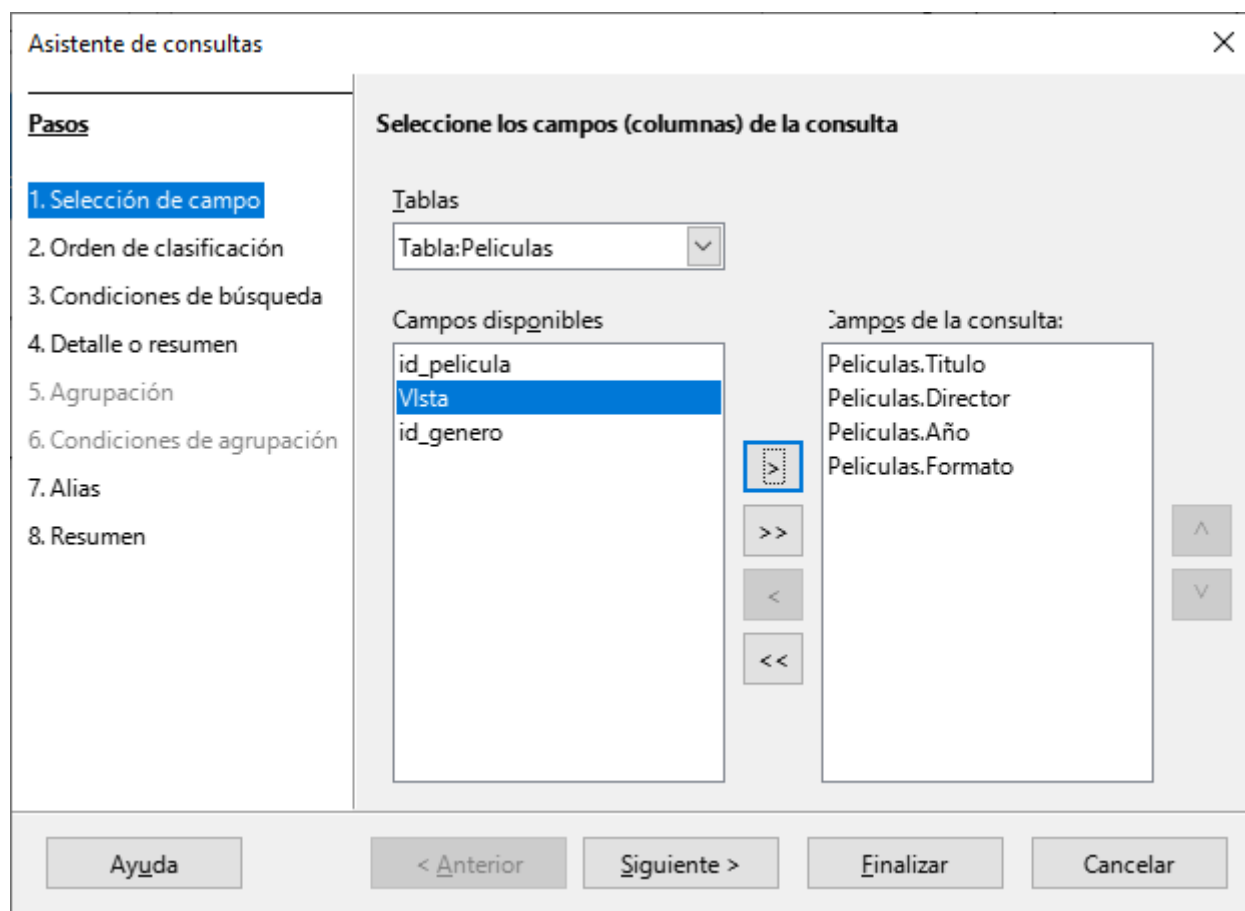 Asistente de consultas
Pasos
1. Selección de campo
2. Orden de clasificación
3. Condiciones de búsqueda
4. Detalle o resumen
5. Agrupación
6. Condiciones de agrupación
7. Alias
8. Resumen
Seleccione los campos (columnas) de la consulta
Tablas
Tabla:Peliculas
Campos disponibles
id_pelicula
VIsta
id_genero
>
>>
<
<<
Campos de la consulta:
Peliculas.Titulo
Peliculas.Director
Peliculas.Año
Peliculas.Formato
Ayuda
< Anterior
Siguiente >
Finalizar
Cancelar